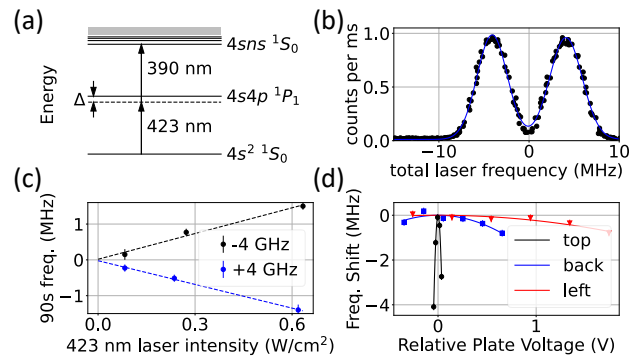 (a)
Energy
Δ
4sns ¹S₀
390 nm
4s4p ¹P₁
423 nm
4s² ¹S₀
(b)
counts per ms
1.0
0.5
0.0
−10
0
10
total laser frequency (MHz)
(c)
90s freq. (MHz)
1
0
−1
-4 GHz
+4 GHz
0.0
0.2
0.4
0.6
423 nm laser intensity (W/cm²)
(d)
Freq. Shift (MHz)
0
−2
−4
top
back
left
0
1
Relative Plate Voltage (V)